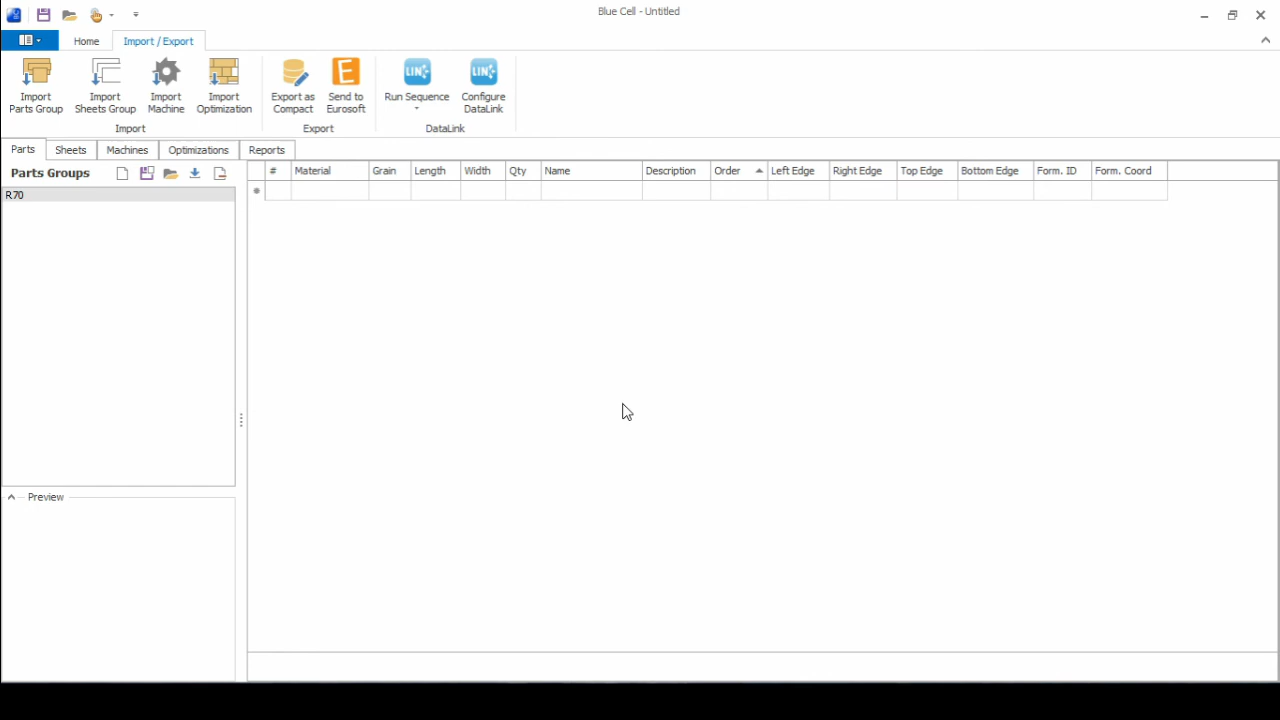 Blue Cell - Untitled
Home Import / Export
Import Parts Group
Import Sheets Group
Import Machine
Import Optimization
Export as Compact
Send to Eurosoft
Run Sequence
Configure DataLink
Import Export DataLink
Parts Sheets Machines Optimizations Reports
Parts Groups
# Material Grain Length Width Qty Name Description Order Left Edge Right Edge Top Edge Bottom Edge Form. ID Form. Coord
R70
Preview
E
LINK
LINK